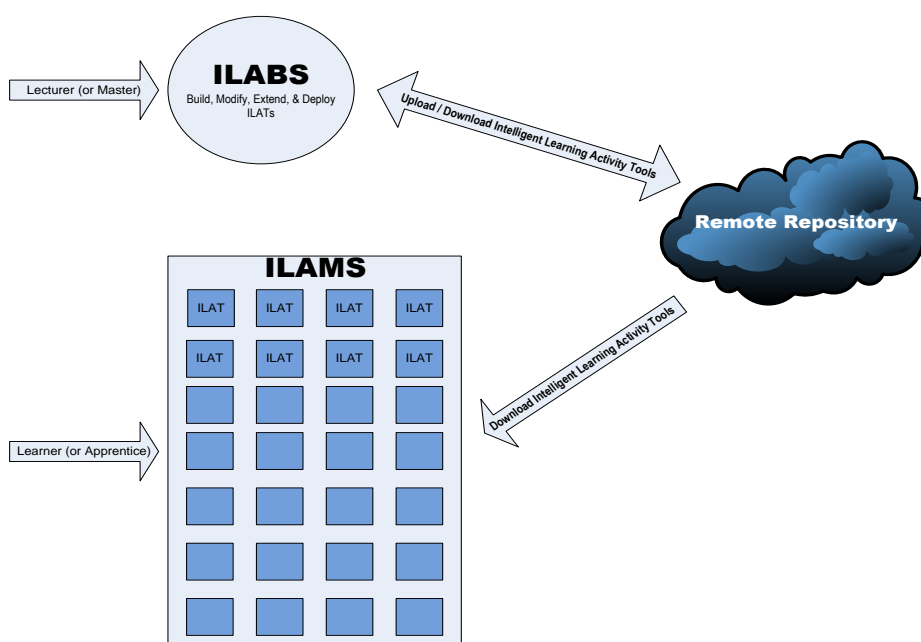 ILABS
Build, Modify, Extend, & Deploy
ILATs
Lecturer (or Master)
Upload / Download Intelligent Learning Activity Tools
Remote Repository
ILAMS
ILAT ILAT ILAT ILAT
ILAT ILAT ILAT ILAT
Download Intelligent Learning Activity Tools
Learner (or Apprentice)